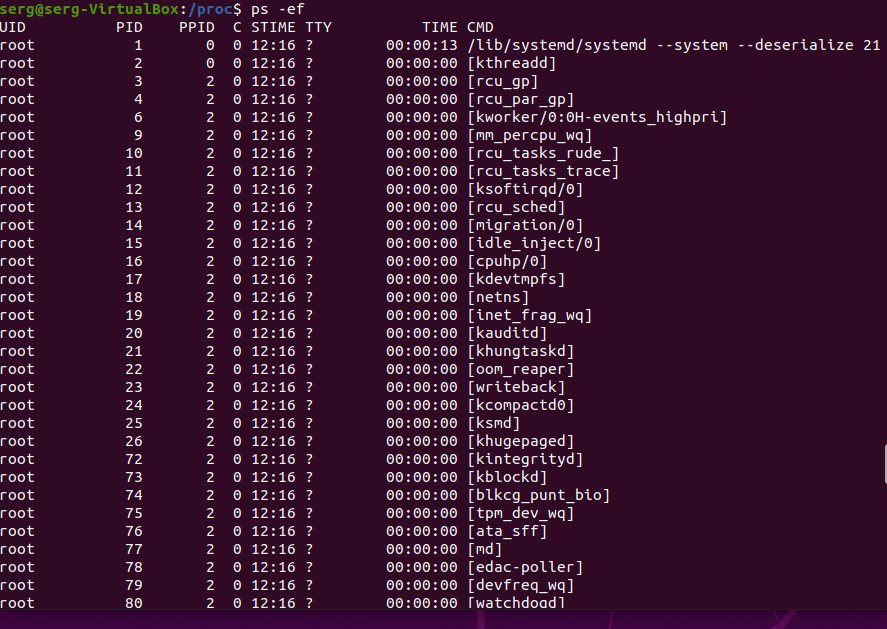 serg@serg-VirtualBox:/proc$ ps -ef
UID          PID    PPID  C STIME TTY          TIME CMD
root           1       0  0 12:16 ?        00:00:13 /lib/systemd/systemd --system --deserialize 21
root           2       0  0 12:16 ?        00:00:00 [kthreadd]
root           3       2  0 12:16 ?        00:00:00 [rcu_gp]
root           4       2  0 12:16 ?        00:00:00 [rcu_par_gp]
root           6       2  0 12:16 ?        00:00:00 [kworker/0:0H-events_highpri]
root           9       2  0 12:16 ?        00:00:00 [mm_percpu_wq]
root          10       2  0 12:16 ?        00:00:00 [rcu_tasks_rude_]
root          11       2  0 12:16 ?        00:00:00 [rcu_tasks_trace]
root          12       2  0 12:16 ?        00:00:00 [ksoftirqd/0]
root          13       2  0 12:16 ?        00:00:00 [rcu_sched]
root          14       2  0 12:16 ?        00:00:00 [migration/0]
root          15       2  0 12:16 ?        00:00:00 [idle_inject/0]
root          16       2  0 12:16 ?        00:00:00 [cpuhp/0]
root          17       2  0 12:16 ?        00:00:00 [kdevtmpfs]
root          18       2  0 12:16 ?        00:00:00 [netns]
root          19       2  0 12:16 ?        00:00:00 [inet_frag_wq]
root          20       2  0 12:16 ?        00:00:00 [kauditd]
root          21       2  0 12:16 ?        00:00:00 [khungtaskd]
root          22       2  0 12:16 ?        00:00:00 [oom_reaper]
root          23       2  0 12:16 ?        00:00:00 [writeback]
root          24       2  0 12:16 ?        00:00:00 [kcompactd0]
root          25       2  0 12:16 ?        00:00:00 [ksmd]
root          26       2  0 12:16 ?        00:00:00 [khugepaged]
root          72       2  0 12:16 ?        00:00:00 [kintegrityd]
root          73       2  0 12:16 ?        00:00:00 [kblockd]
root          74       2  0 12:16 ?        00:00:00 [blkcg_punt_bio]
root          75       2  0 12:16 ?        00:00:00 [tpm_dev_wq]
root          76       2  0 12:16 ?        00:00:00 [ata_sff]
root          77       2  0 12:16 ?        00:00:00 [md]
root          78       2  0 12:16 ?        00:00:00 [edac-poller]
root          79       2  0 12:16 ?        00:00:00 [devfreq_wq]
root          80       2  0 12:16 ?        00:00:00 [watchdogd]